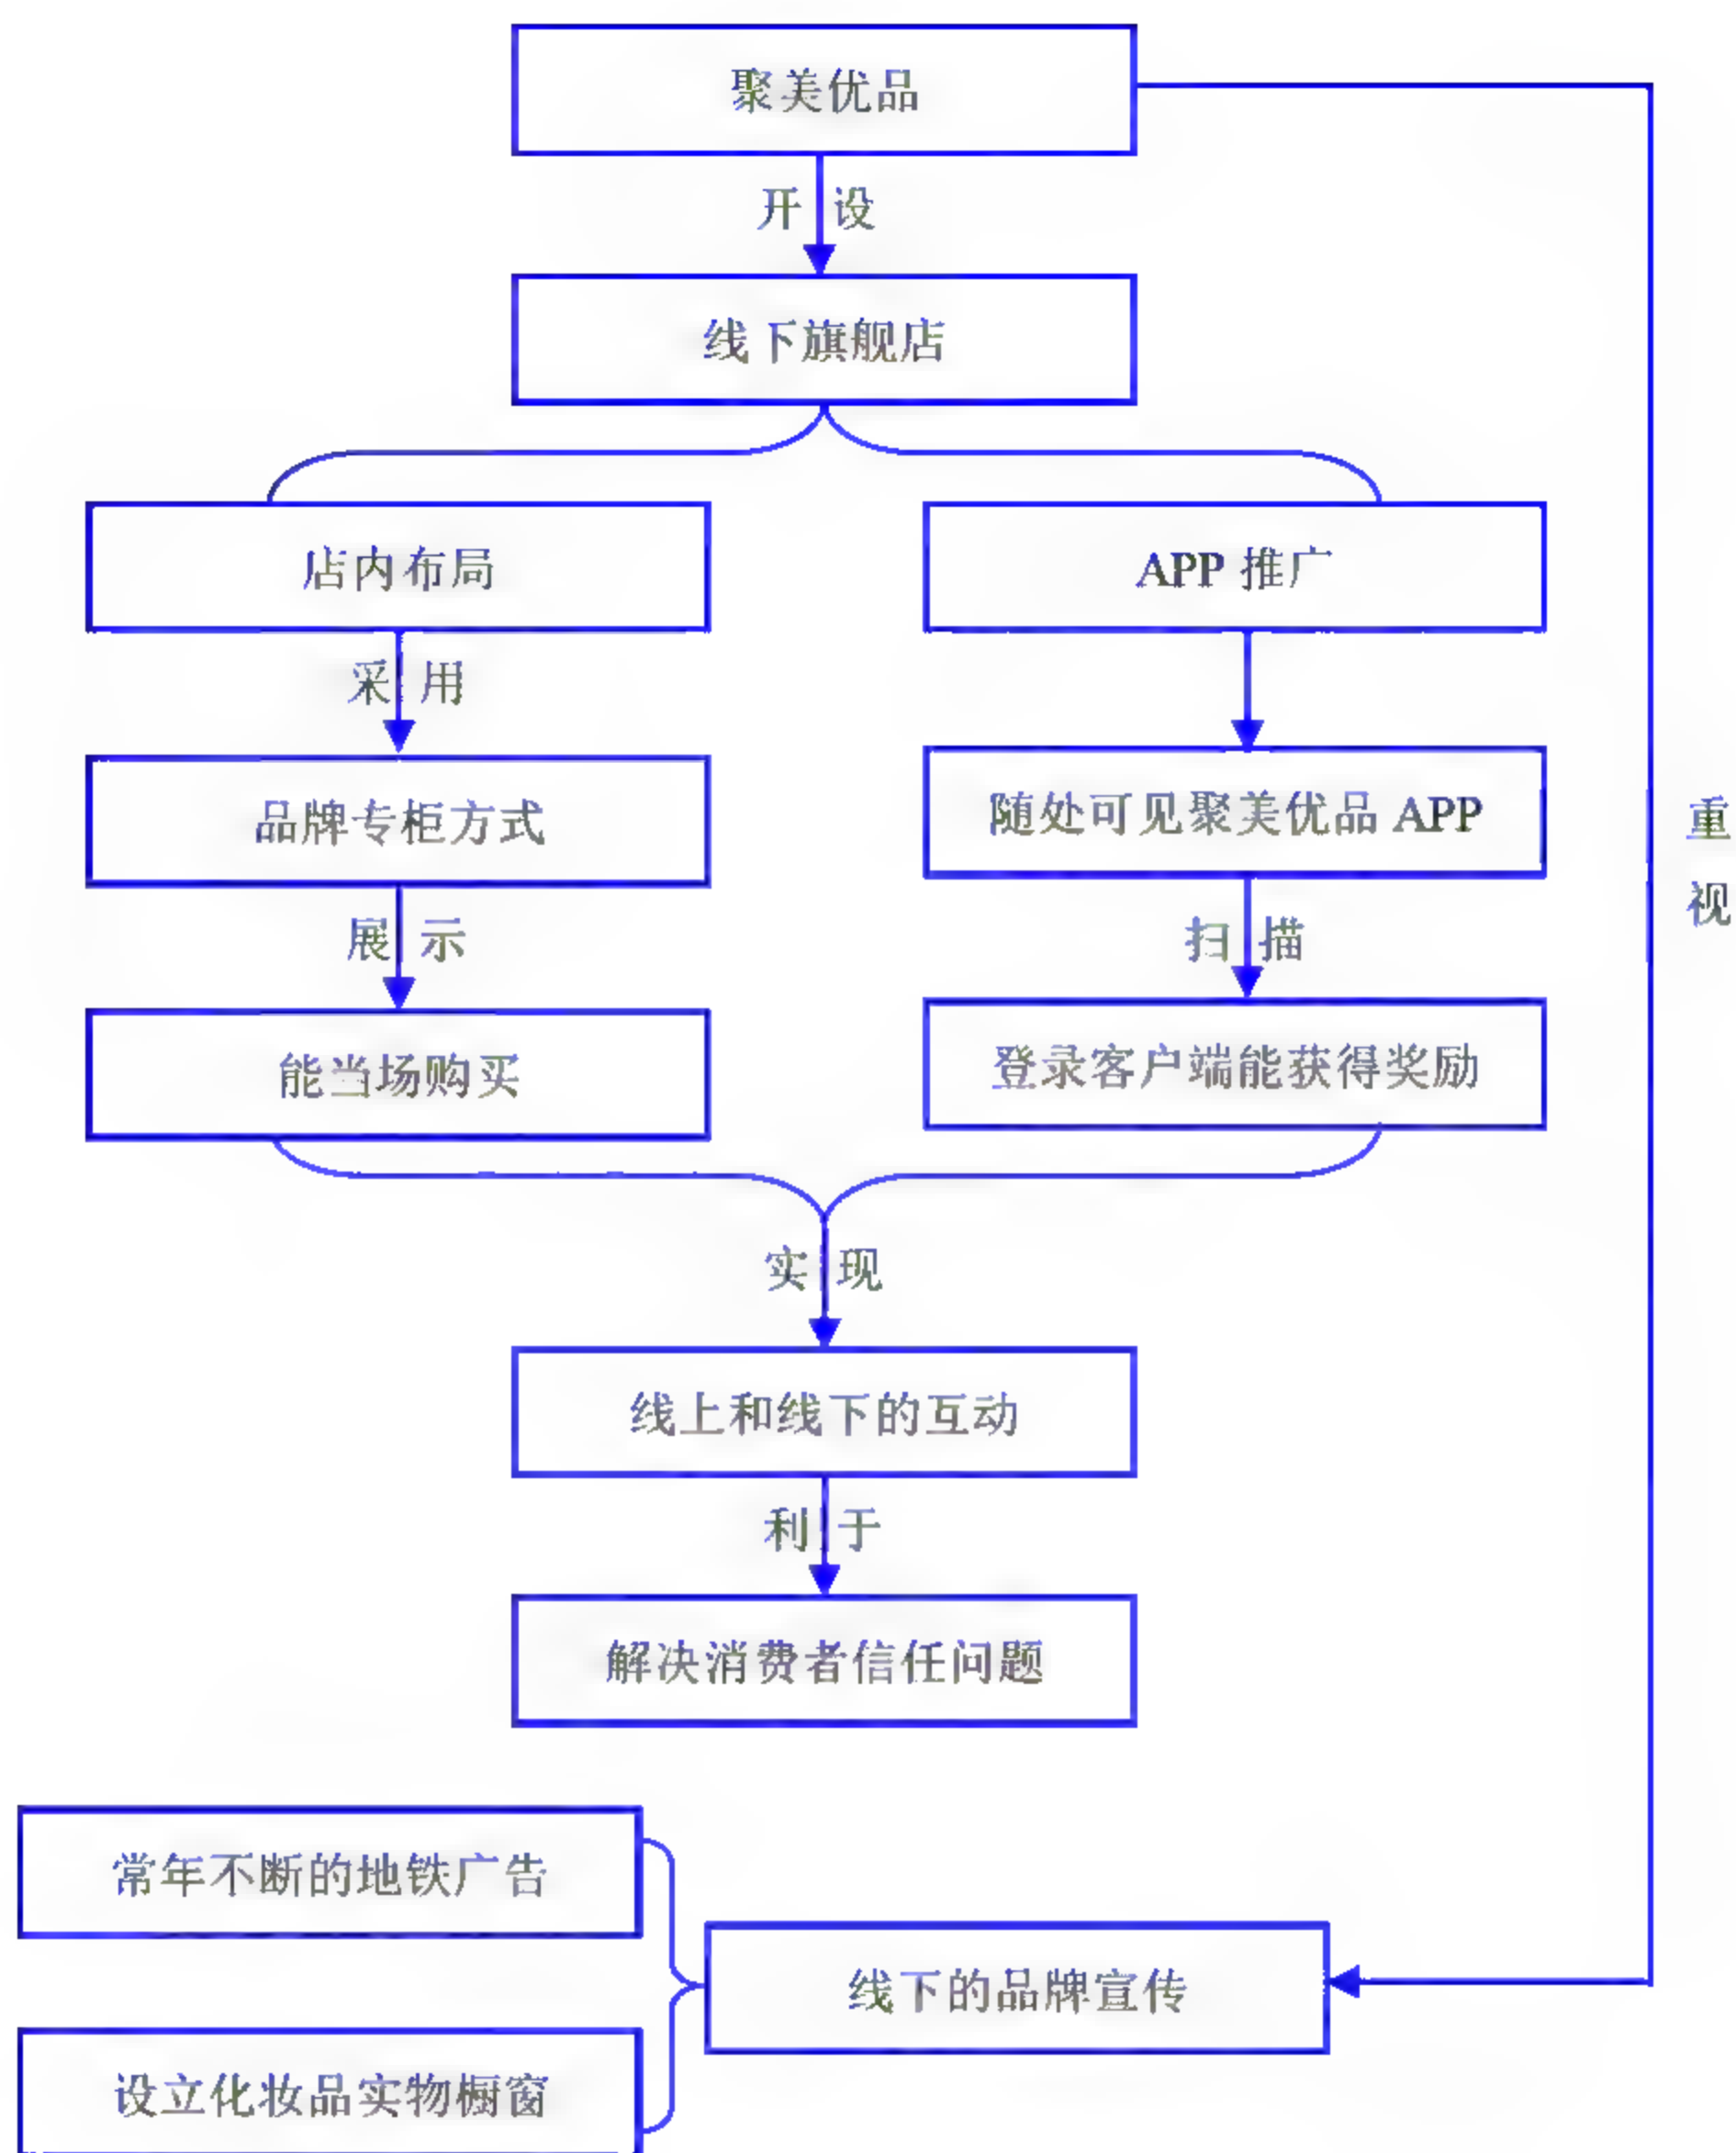 聚美优品
开设
线下旗舰店
店内布局
APP 推广
采用
品牌专柜方式
随处可见聚美优品 APP
重视
展示
扫描
能当场购买
登录客户端能获得奖励
实现
线上和线下的互动
利于
解决消费者信任问题
常年不断的地铁广告
线下的品牌宣传
设立化妆品实物橱窗